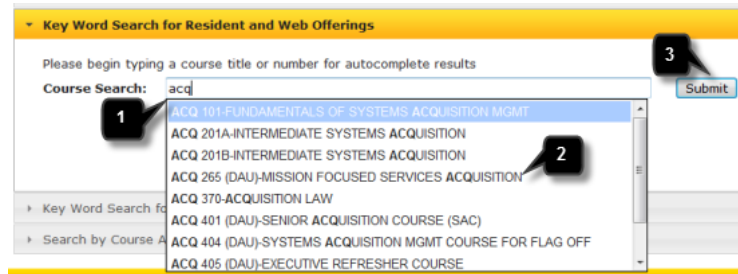 Key Word Search for Resident and Web Offerings
Please begin typing a course title or number for autocomplete results
3
Course Search: acq Submit
1
ACQ 101-FUNDAMENTALS OF SYSTEMS ACQUISITION MGMT
ACQ 201A-INTERMEDIATE SYSTEMS ACQUISITION
ACQ 201B-INTERMEDIATE SYSTEMS ACQUISITION
2
ACQ 265 (DAU)-MISSION FOCUSED SERVICES ACQUISITION
ACQ 370-ACQUISITION LAW
Key Word Search fo
ACQ 401 (DAU)-SENIOR ACQUISITION COURSE (SAC)
Search by Course A
ACQ 404 (DAU)-SYSTEMS ACQUISITION MGMT COURSE FOR FLAG OFF
ACQ 405 (DAU)-EXECUTIVE REFRESHER COURSE